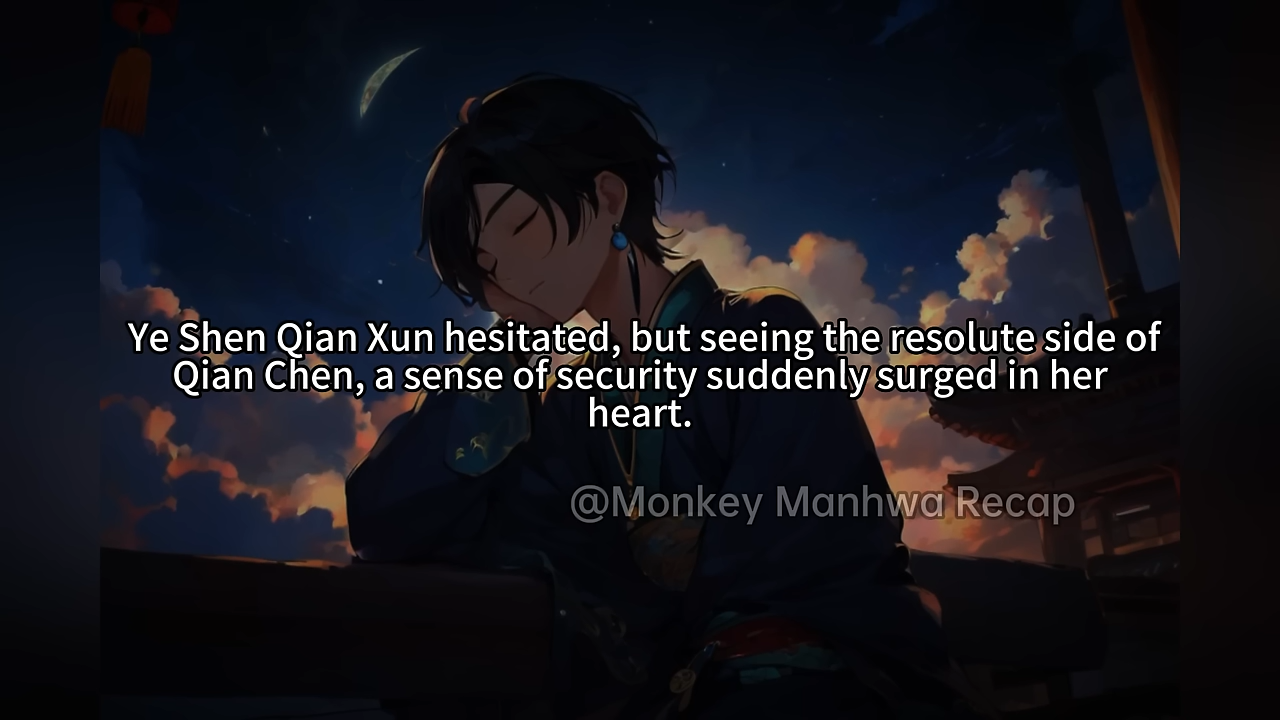 Ye Shen Qian Xun hesitated, but seeing the resolute side of
Qian Chen, a sense of security suddenly surged in her
heart.
@Monkey Manhwa Recap